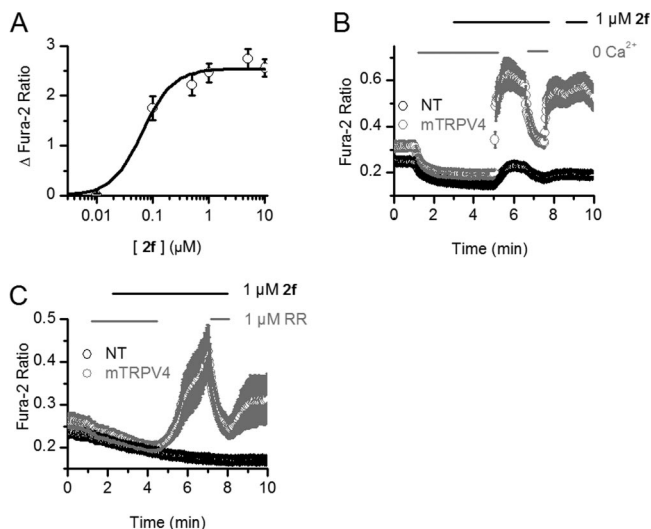 A
3
2
1
0
0.01 0.1 1 10
Δ Fura-2 Ratio
[ 2f ] (µM)
B
1 µM 2f
0 Ca²⁺
0.6
0.4
0.2
NT
mTRPV4
Fura-2 Ratio
0 2 4 6 8 10
Time (min)
C
1 µM 2f
1 µM RR
0.5
0.4
0.3
0.2
NT
mTRPV4
Fura-2 Ratio
0 2 4 6 8 10
Time (min)